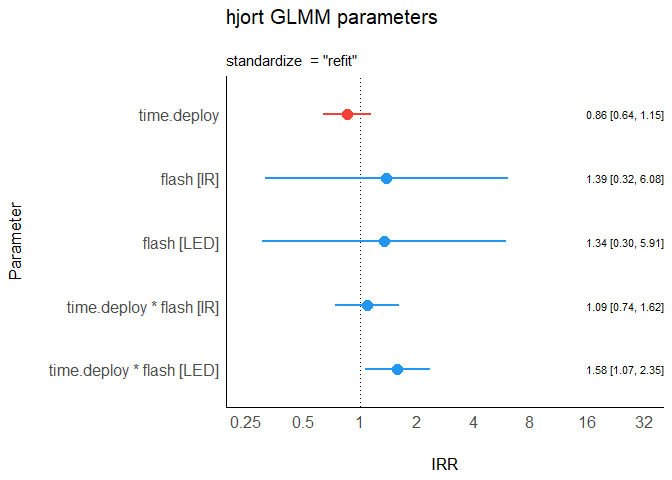 hjort GLMM parameters
standardize = "refit"
Parameter
time.deploy
0.86 [0.64, 1.15]
flash [IR]
1.39 [0.32, 6.08]
flash [LED]
1.34 [0.30, 5.91]
time.deploy * flash [IR]
1.09 [0.74, 1.62]
time.deploy * flash [LED]
1.58 [1.07, 2.35]
0.25 0.5 1 2 4 8 16 32
IRR